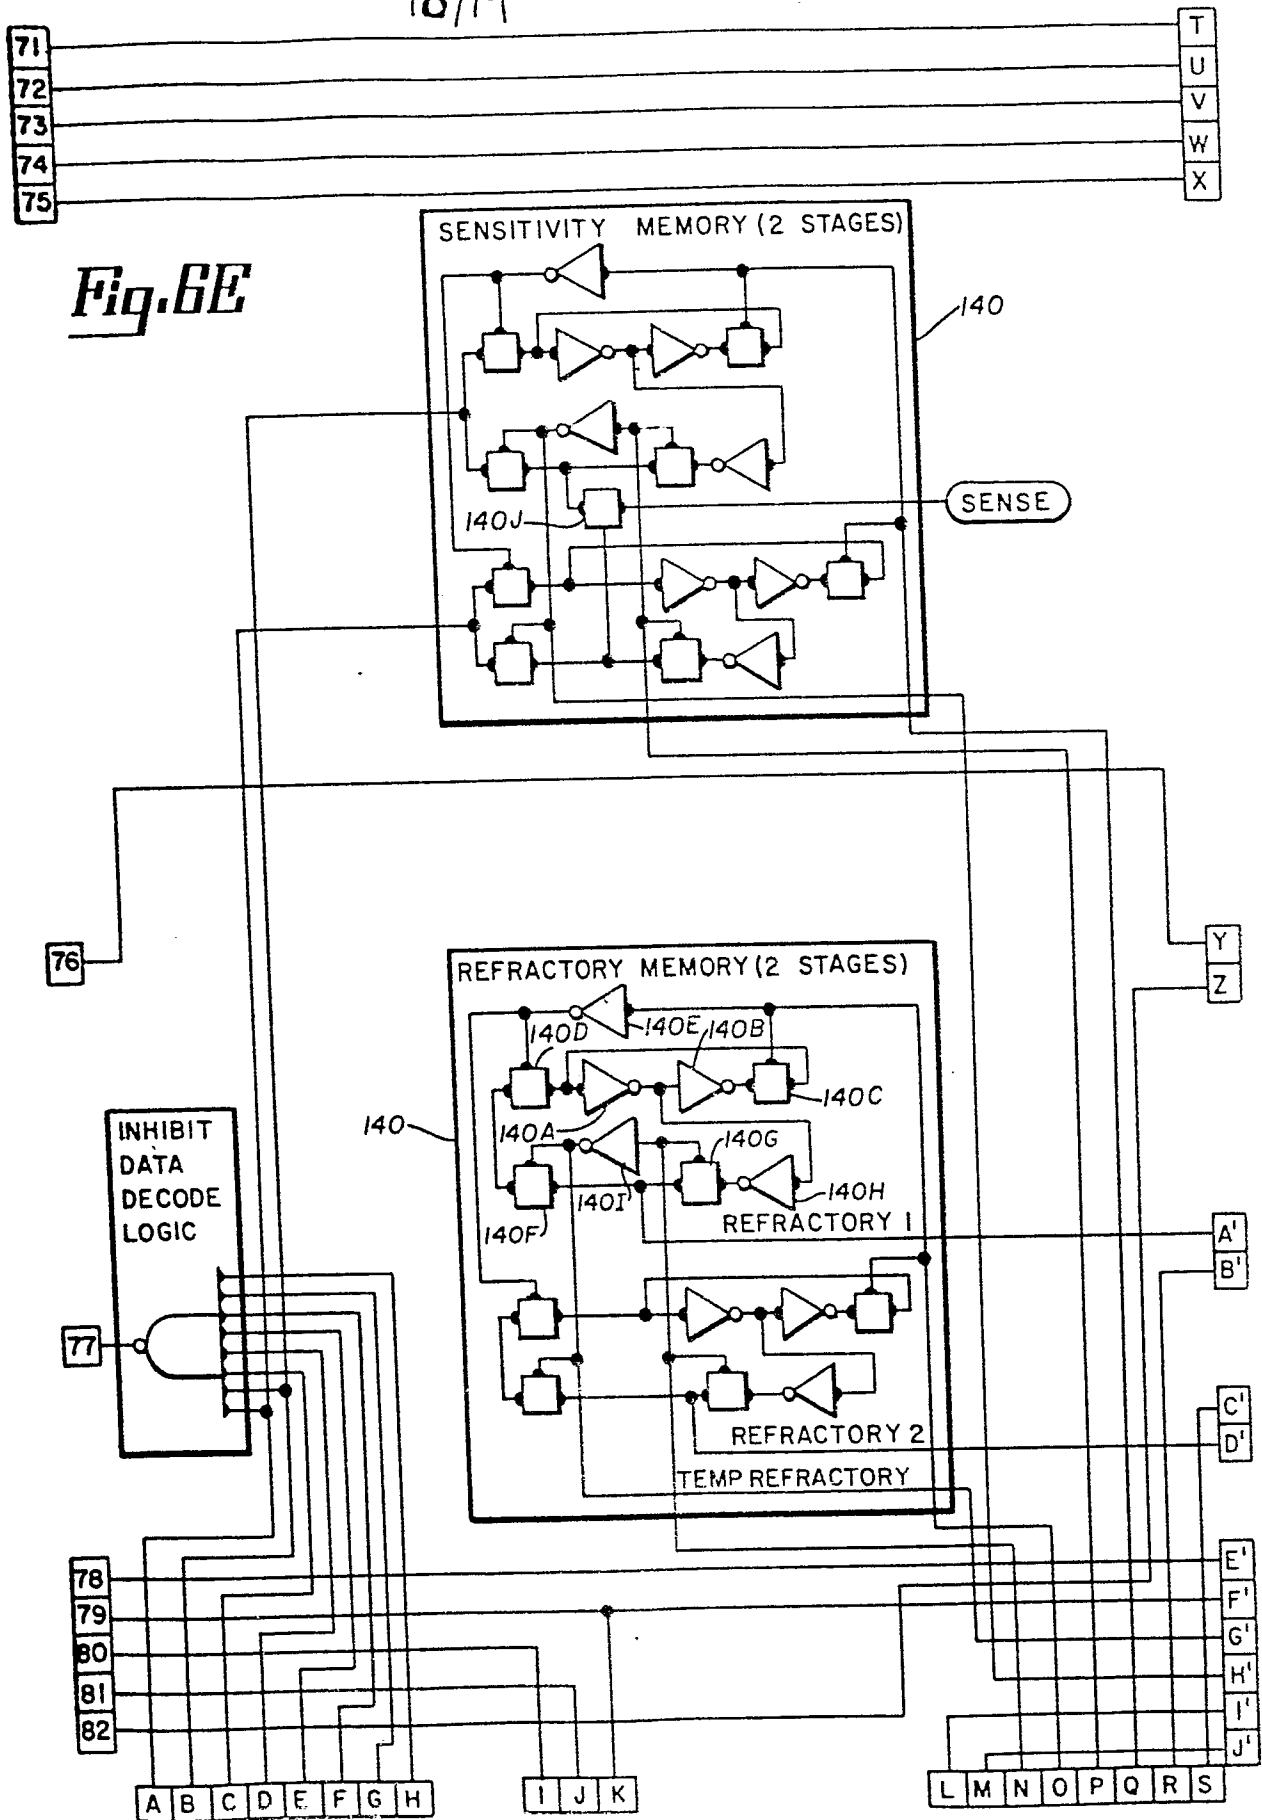 71
T
72
U
73
V
74
W
75
X
Fig.6E
SENSITIVITY MEMORY (2 STAGES)
140
140J
SENSE
76
Y
Z
REFRACTORY MEMORY (2 STAGES)
140D
140E
140B
140C
140
140A
140G
140I
140H
140F
REFRACTORY 1
A'
B'
INHIBIT
DATA
DECODE
LOGIC
77
C'
REFRACTORY 2
D'
TEMP REFRACTORY
78
E'
79
F'
80
G'
81
H'
82
I'
J'
A B C D E F G H
I J K
L M N O P Q R S